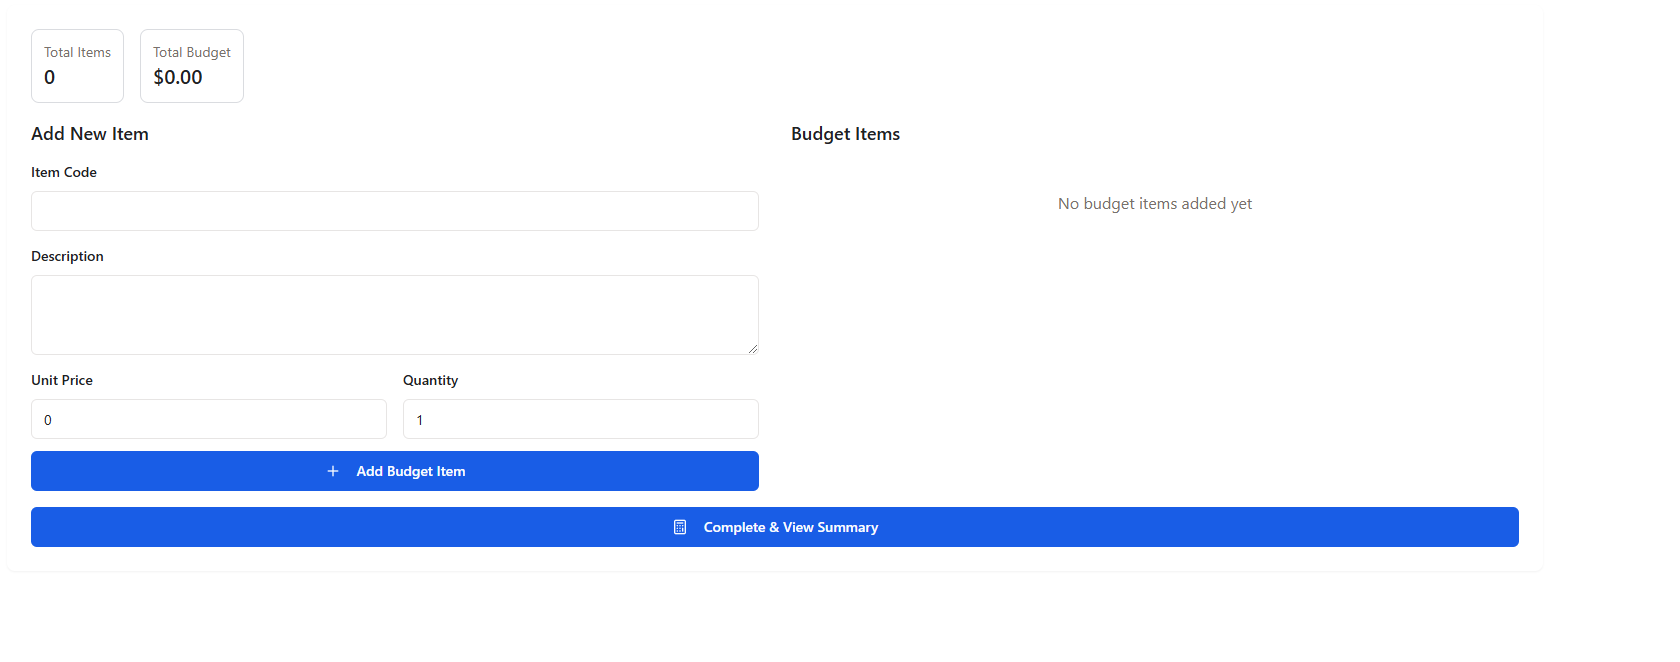 Total Items
0
Total Budget
$0.00
Add New Item
Item Code
Description
Unit Price
0
Quantity
1
Add Budget Item
Budget Items
No budget items added yet
Complete & View Summary